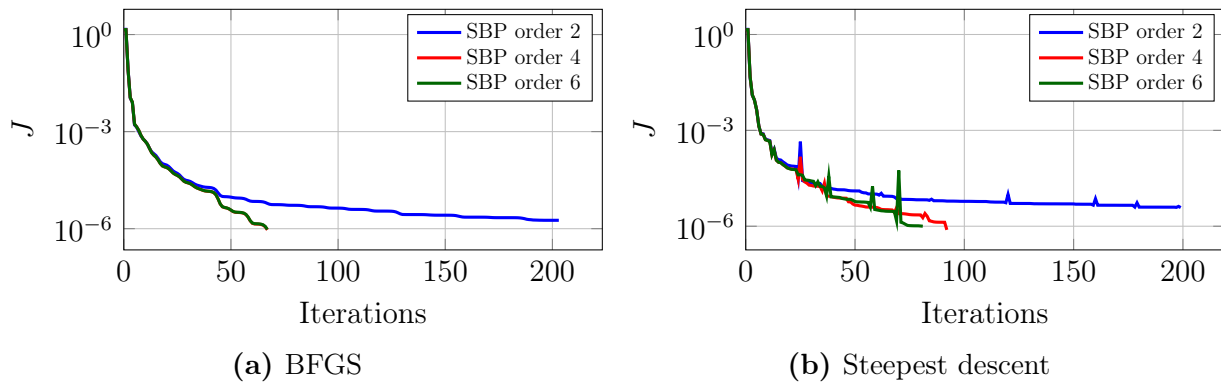 10^0
10^-3
10^-6
J
0 50 100 150 200
Iterations
SBP order 2
SBP order 4
SBP order 6
(a) BFGS
10^0
10^-3
10^-6
J
0 50 100 150 200
Iterations
SBP order 2
SBP order 4
SBP order 6
(b) Steepest descent